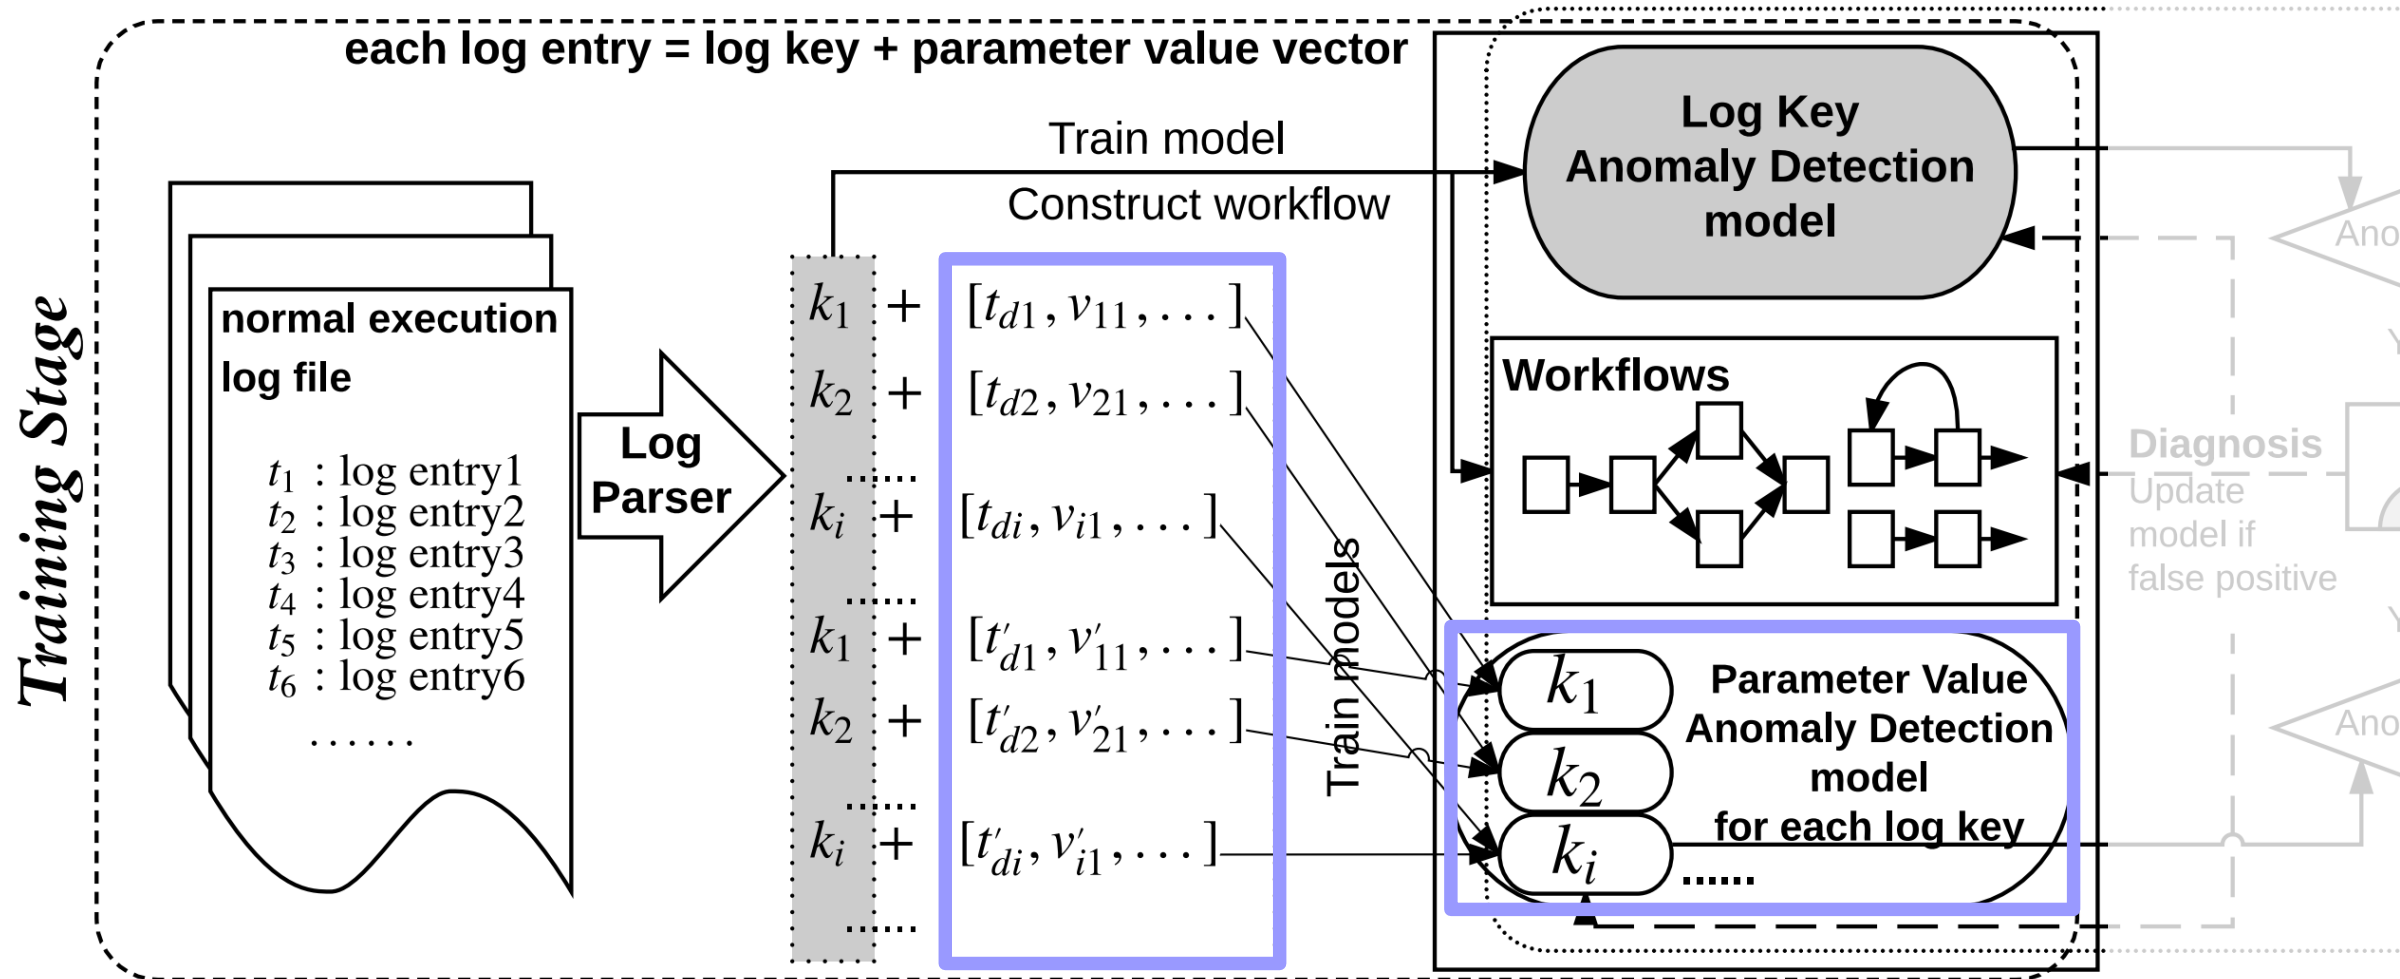 each log entry = log key + parameter value vector
Training Stage
normal execution
log file
t1 : log entry1
t2 : log entry2
t3 : log entry3
t4 : log entry4
t5 : log entry5
t6 : log entry6
......
Log
Parser
Train model
Construct workflow
k1 + [td1, v11, ...]
k2 + [td2, v21, ...]
......
ki + [tdi, vi1, ...]
......
k1 + [t'd1, v'11, ...]
k2 + [t'd2, v'21, ...]
......
ki + [t'di, v'i1, ...]
......
Train models
Log Key
Anomaly Detection
model
Workflows
k1
k2
ki
Parameter Value
Anomaly Detection
model
for each log key
......
Ano
Y
Diagnosis
Update
model if
false positive
Y
Ano